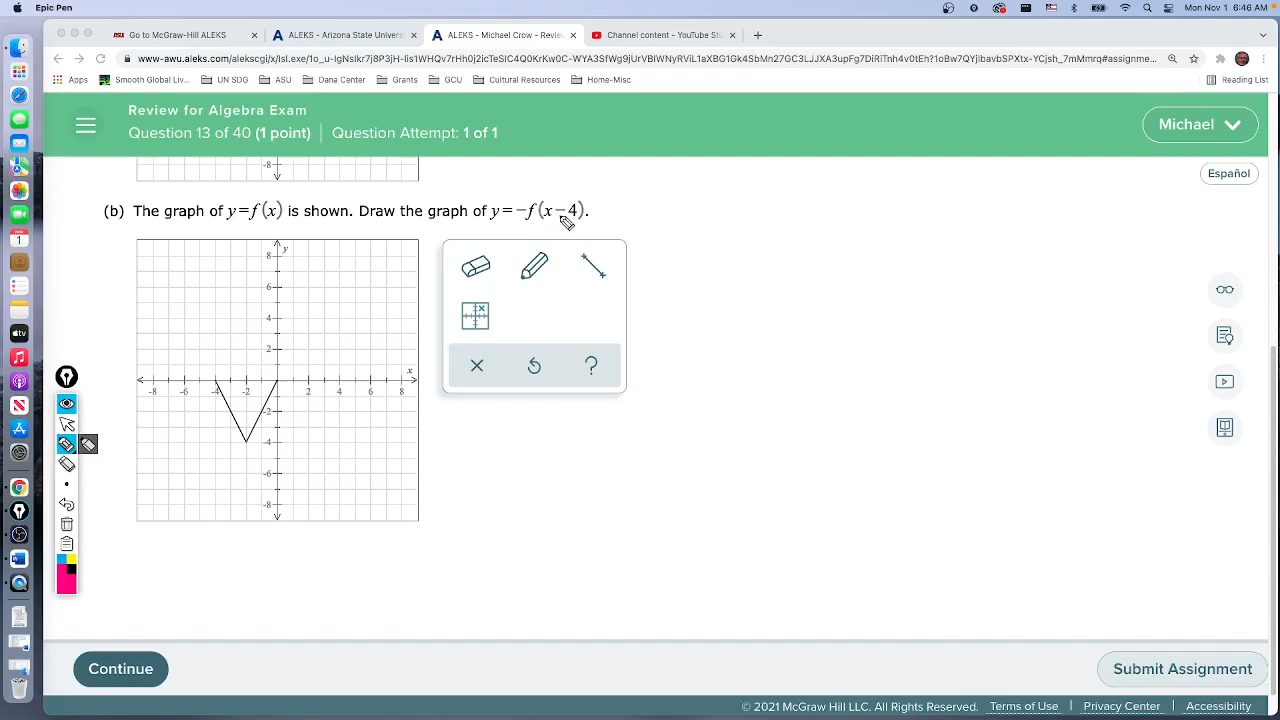 Epic Pen
Mon Nov 1 6:46 AM
Go to McGraw-Hill ALEKS
ALEKS - Arizona State Univers
ALEKS - Michael Crow - Revie
Channel content - YouTube Stu
Apps
Smooth Global Liv...
UN SDG
ASU
Dana Center
Grants
GCU
Cultural Resources
Home-Misc
Reading List
Review for Algebra Exam
Question 13 of 40 (1 point)
Question Attempt: 1 of 1
Michael
Español
-8
(b) The graph of y=f(x) is shown. Draw the graph of y=−f(x−4).
y
8
6
4
2
x
-8 -6 -4 -2 2 4 6 8
-2
-4
-6
-8
?
tv
Continue
Submit Assignment
© 2021 McGraw Hill LLC. All Rights Reserved.
Terms of Use
Privacy Center
Accessibility